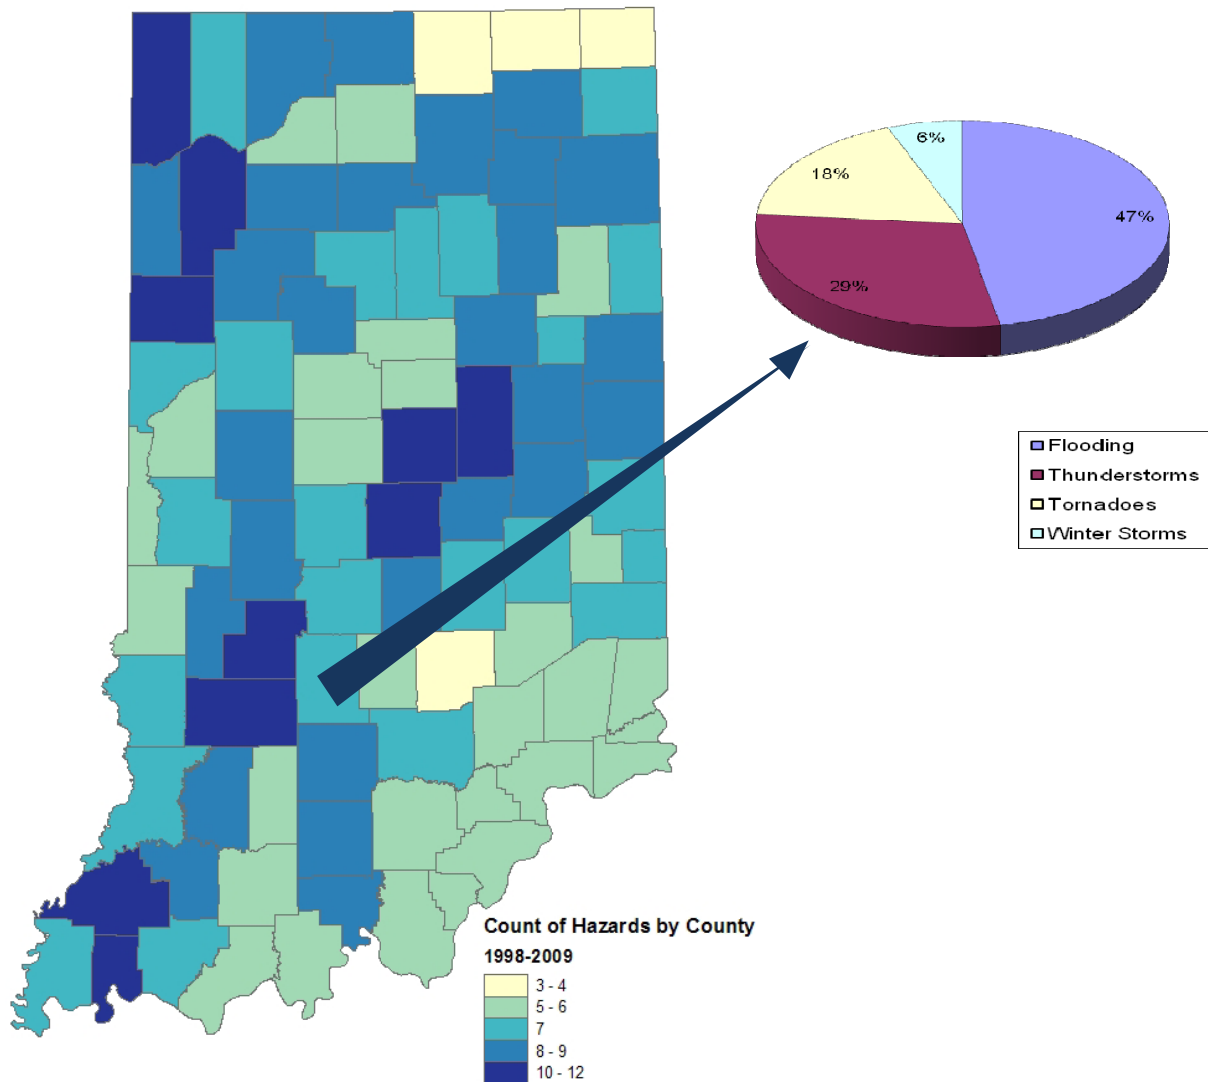 6%
18%
47%
29%
Flooding
Thunderstorms
Tornadoes
Winter Storms
Count of Hazards by County
1998-2009
3 - 4
5 - 6
7
8 - 9
10 - 12